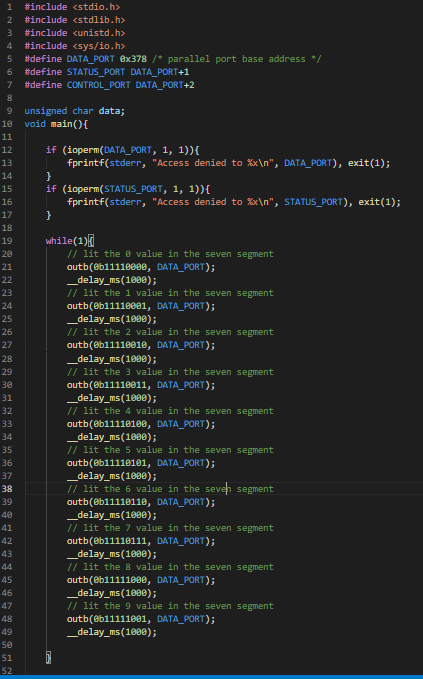 1 #include <stdio.h>
2 #include <stdlib.h>
3 #include <unistd.h>
4 #include <sys/io.h>
5 #define DATA_PORT 0x378 /* parallel port base address */
6 #define STATUS_PORT DATA_PORT+1
7 #define CONTROL_PORT DATA_PORT+2
8
9 unsigned char data;
10 void main(){
11
12     if (ioperm(DATA_PORT, 1, 1)){
13         fprintf(stderr, "Access denied to %x\n", DATA_PORT), exit(1);
14     }
15     if (ioperm(STATUS_PORT, 1, 1)){
16         fprintf(stderr, "Access denied to %x\n", STATUS_PORT), exit(1);
17     }
18
19     while(1){
20         // lit the 0 value in the seven segment
21         outb(0b11110000, DATA_PORT);
22         __delay_ms(1000);
23         // lit the 1 value in the seven segment
24         outb(0b11110001, DATA_PORT);
25         __delay_ms(1000);
26         // lit the 2 value in the seven segment
27         outb(0b11110010, DATA_PORT);
28         __delay_ms(1000);
29         // lit the 3 value in the seven segment
30         outb(0b11110011, DATA_PORT);
31         __delay_ms(1000);
32         // lit the 4 value in the seven segment
33         outb(0b11110100, DATA_PORT);
34         __delay_ms(1000);
35         // lit the 5 value in the seven segment
36         outb(0b11110101, DATA_PORT);
37         __delay_ms(1000);
38         // lit the 6 value in the seven segment
39         outb(0b11110110, DATA_PORT);
40         __delay_ms(1000);
41         // lit the 7 value in the seven segment
42         outb(0b11110111, DATA_PORT);
43         __delay_ms(1000);
44         // lit the 8 value in the seven segment
45         outb(0b11111000, DATA_PORT);
46         __delay_ms(1000);
47         // lit the 9 value in the seven segment
48         outb(0b11111001, DATA_PORT);
49         __delay_ms(1000);
50
51     }
52